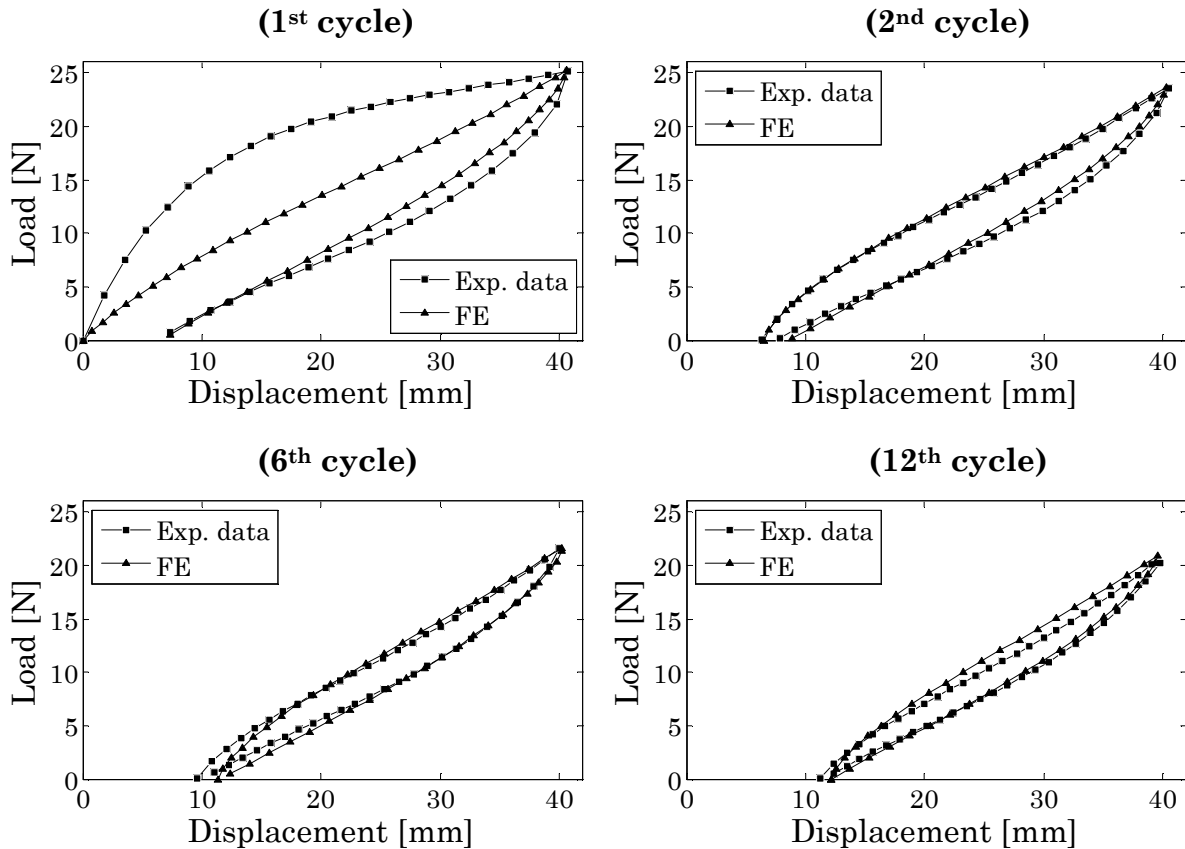 (1st cycle)
25
20
15
10
5
0
Load [N]
Exp. data
FE
0 10 20 30 40
Displacement [mm]
(2nd cycle)
25
20
15
10
5
0
Load [N]
Exp. data
FE
0 10 20 30 40
Displacement [mm]
(6th cycle)
25
20
15
10
5
0
Load [N]
Exp. data
FE
0 10 20 30 40
Displacement [mm]
(12th cycle)
25
20
15
10
5
0
Load [N]
Exp. data
FE
0 10 20 30 40
Displacement [mm]